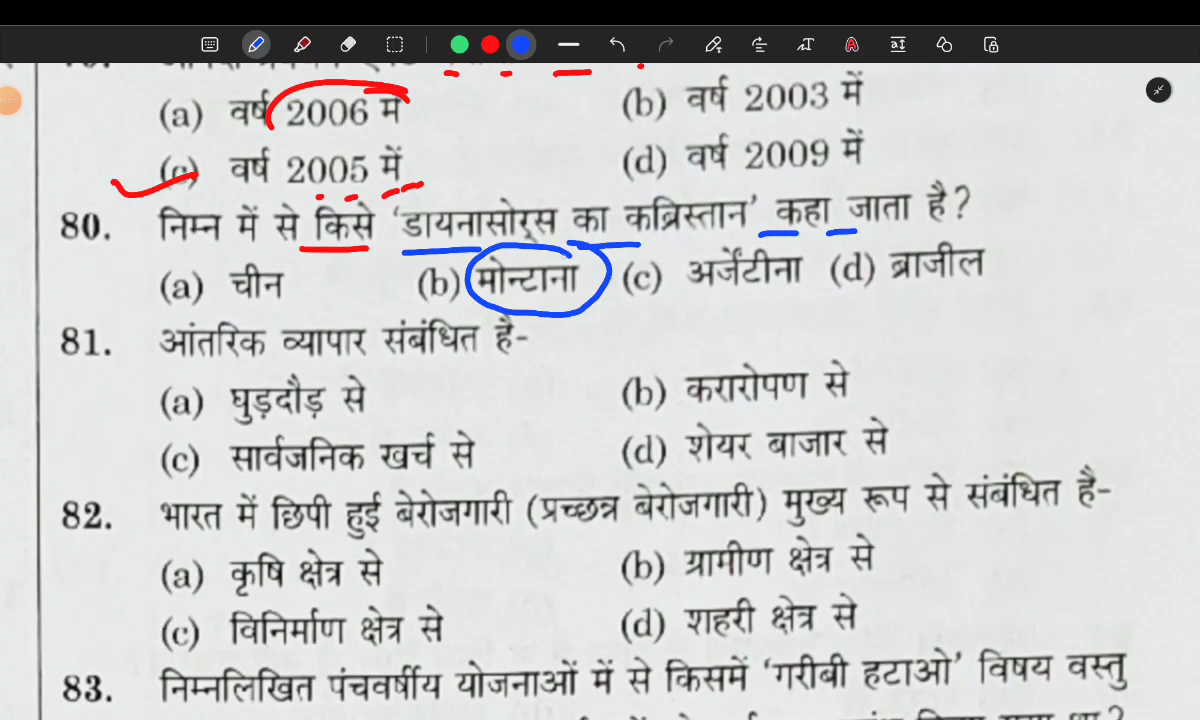 (a) वर्ष 2006 में (b) वर्ष 2003 में
(c) वर्ष 2005 में (d) वर्ष 2009 में
80. निम्न में से किसे 'डायनासोर्‌स का कब्रिस्तान' कहा जाता है?
(a) चीन (b) मोन्टाना (c) अर्जेंटीना (d) ब्राजील
81. आंतरिक व्यापार संबंधित है-
(a) घुड़दौड़ से (b) करारोपण से
(c) सार्वजनिक खर्च से (d) शेयर बाजार से
82. भारत में छिपी हुई बेरोजगारी (प्रच्छन्न बेरोजगारी) मुख्य रूप से संबंधित है-
(a) कृषि क्षेत्र से (b) ग्रामीण क्षेत्र से
(c) विनिर्माण क्षेत्र से (d) शहरी क्षेत्र से
83. निम्नलिखित पंचवर्षीय योजनाओं में से किसमें 'गरीबी हटाओ' विषय वस्तु